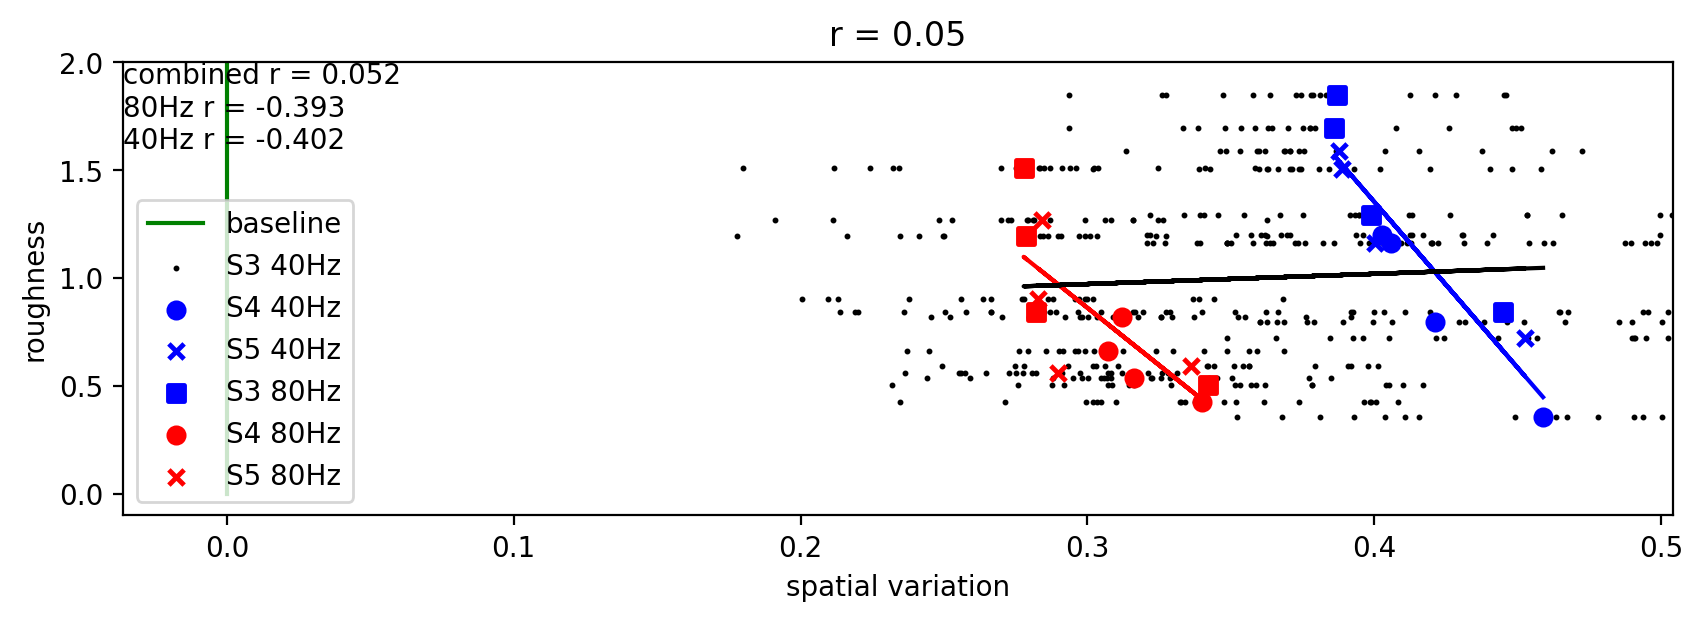 r = 0.05
combined r = 0.052
80Hz r = -0.393
40Hz r = -0.402
baseline
S3 40Hz
S4 40Hz
S5 40Hz
S3 80Hz
S4 80Hz
S5 80Hz
roughness
2.0
1.5
1.0
0.5
0.0
0.0 0.1 0.2 0.3 0.4 0.5
spatial variation